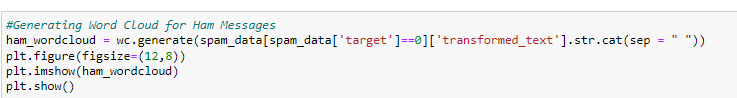 #Generating Word Cloud for Ham Messages
ham_wordcloud = wc.generate(spam_data[spam_data['target']==0]['transformed_text'].str.cat(sep = " "))
plt.figure(figsize=(12,8))
plt.imshow(ham_wordcloud)
plt.show()